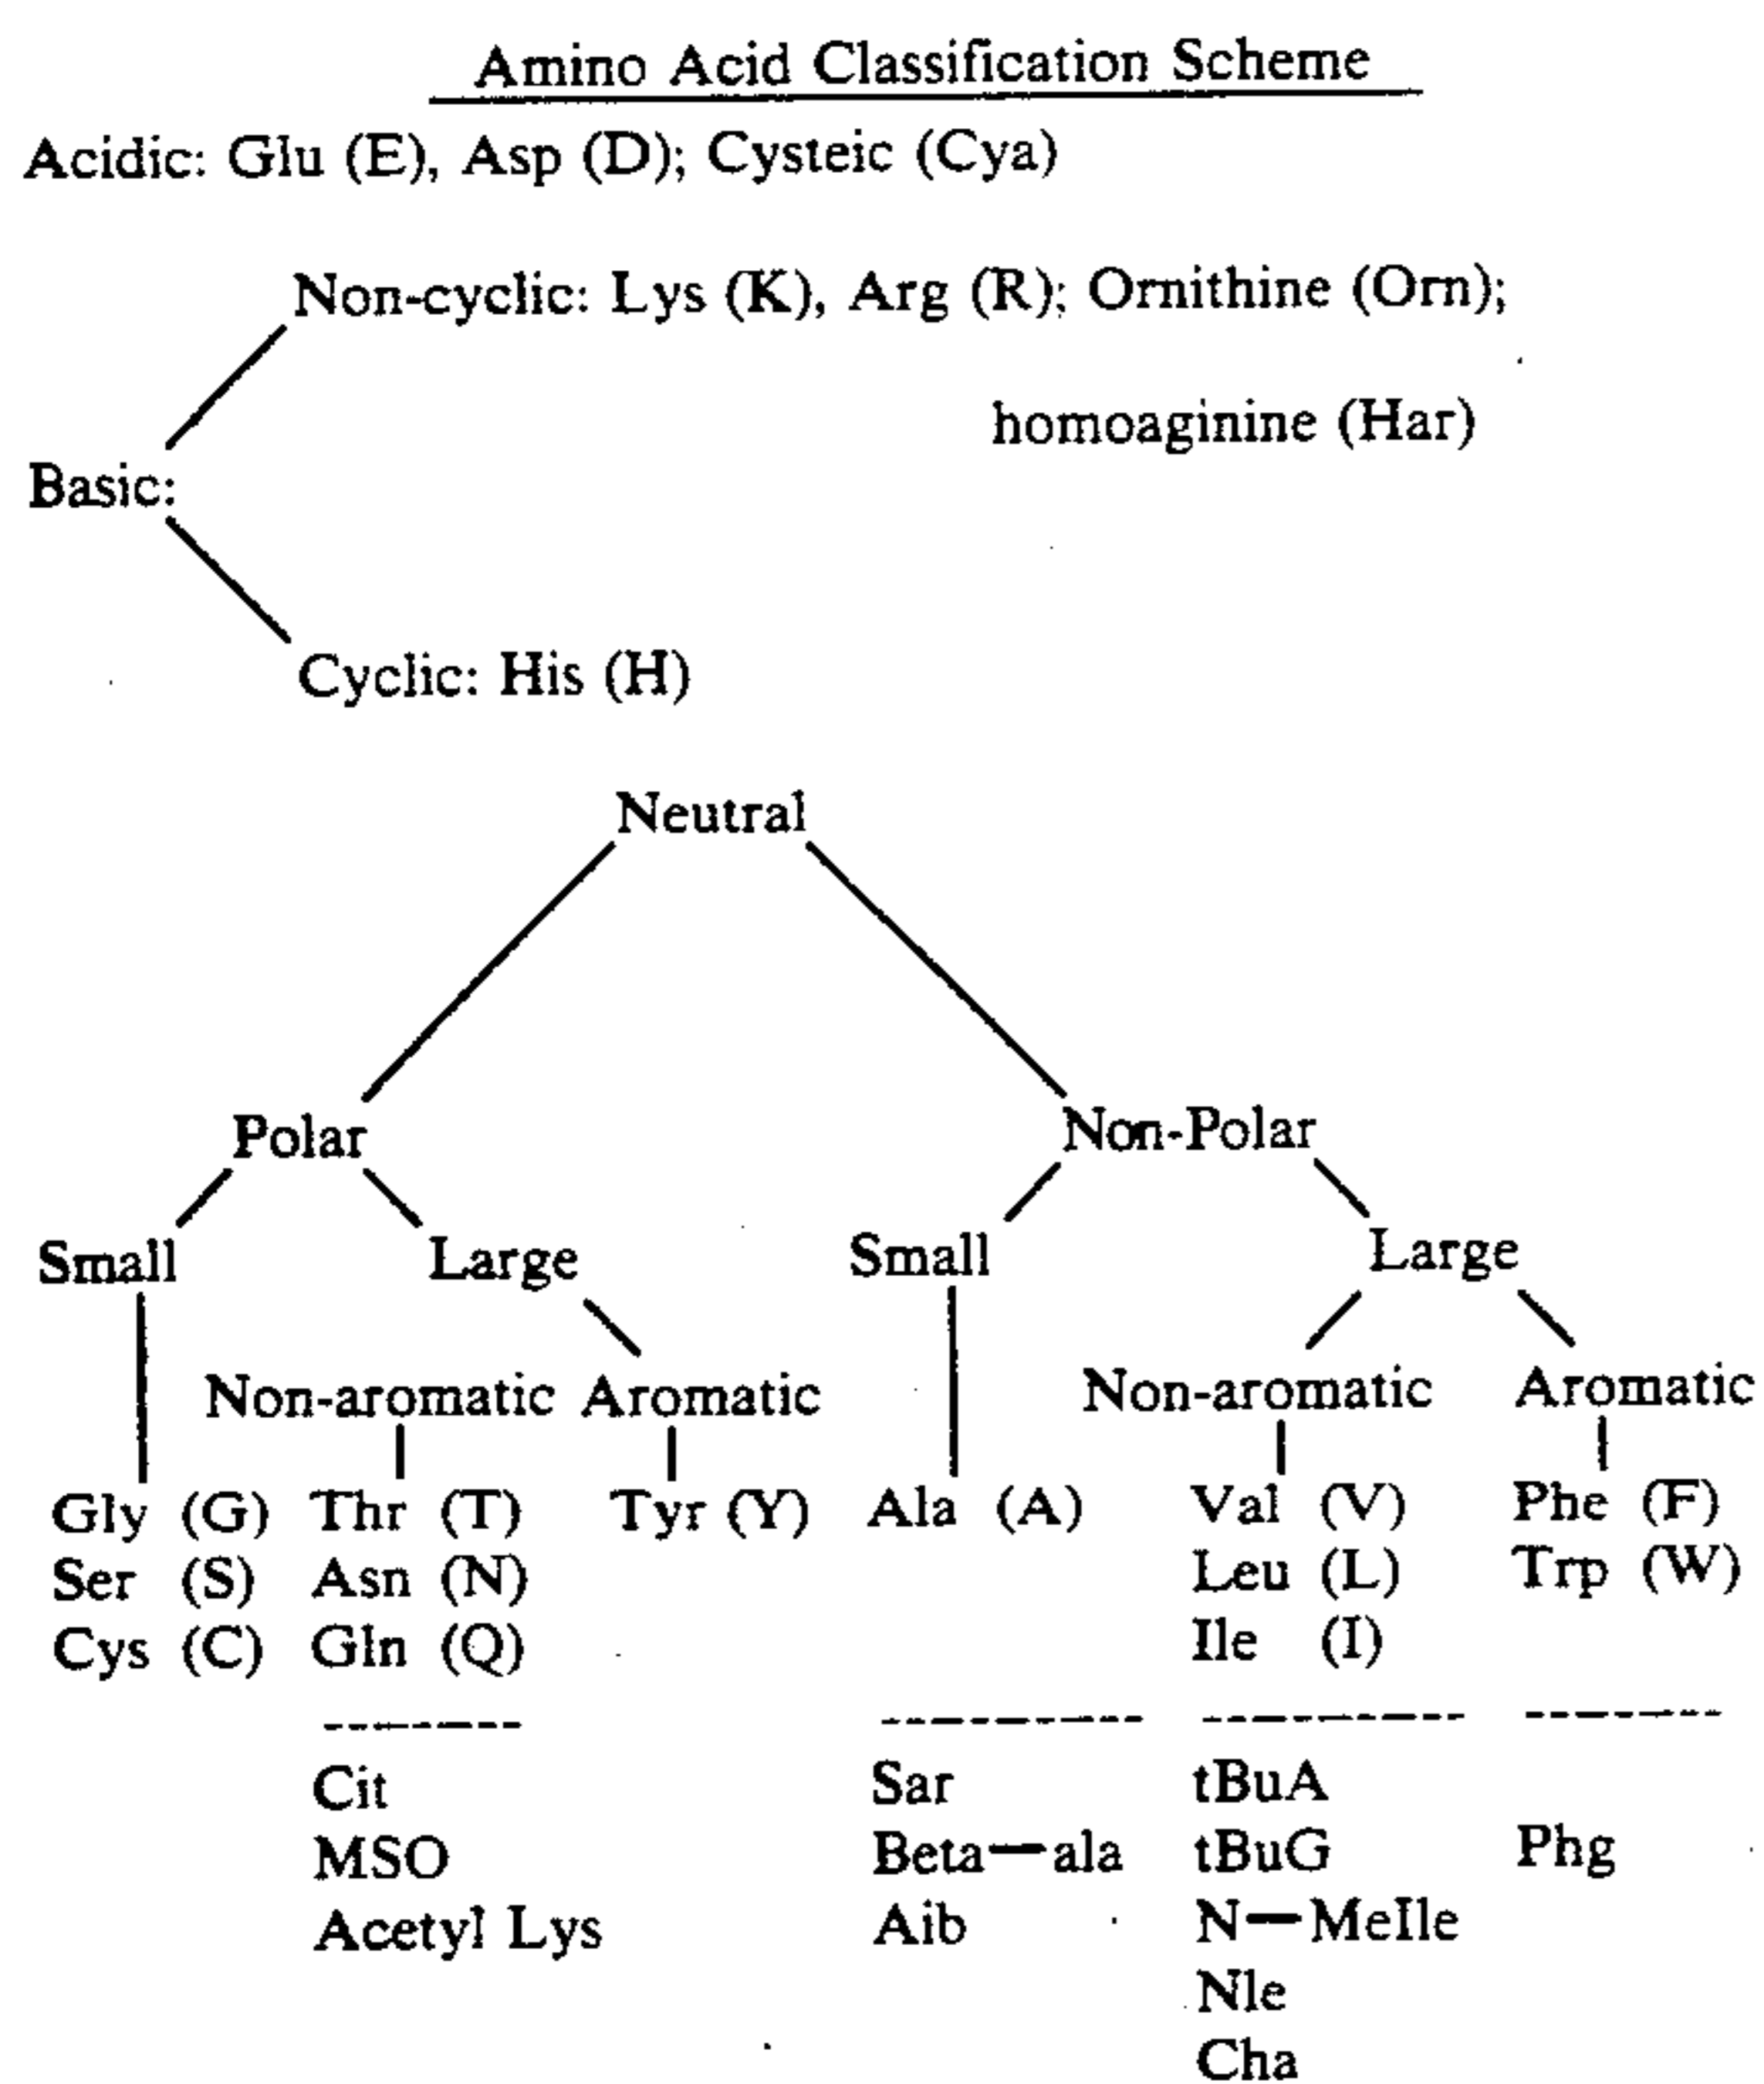 Amino Acid Classification Scheme
Acidic: Glu (E), Asp (D); Cysteic (Cya)
Non-cyclic: Lys (K), Arg (R); Ornithine (Orn);
homoaginine (Har)
Basic:
Cyclic: His (H)
Neutral
Polar Non-Polar
Small Large Small Large
Non-aromatic Aromatic Non-aromatic Aromatic
Gly (G) Thr (T) Tyr (Y) Ala (A) Val (V) Phe (F)
Ser (S) Asn (N) Leu (L) Trp (W)
Cys (C) Gln (Q) Ile (I)
Cit Sar tBuA
MSO Beta—ala tBuG Phg
Acetyl Lys Aib N—MeIle
Nle
Cha